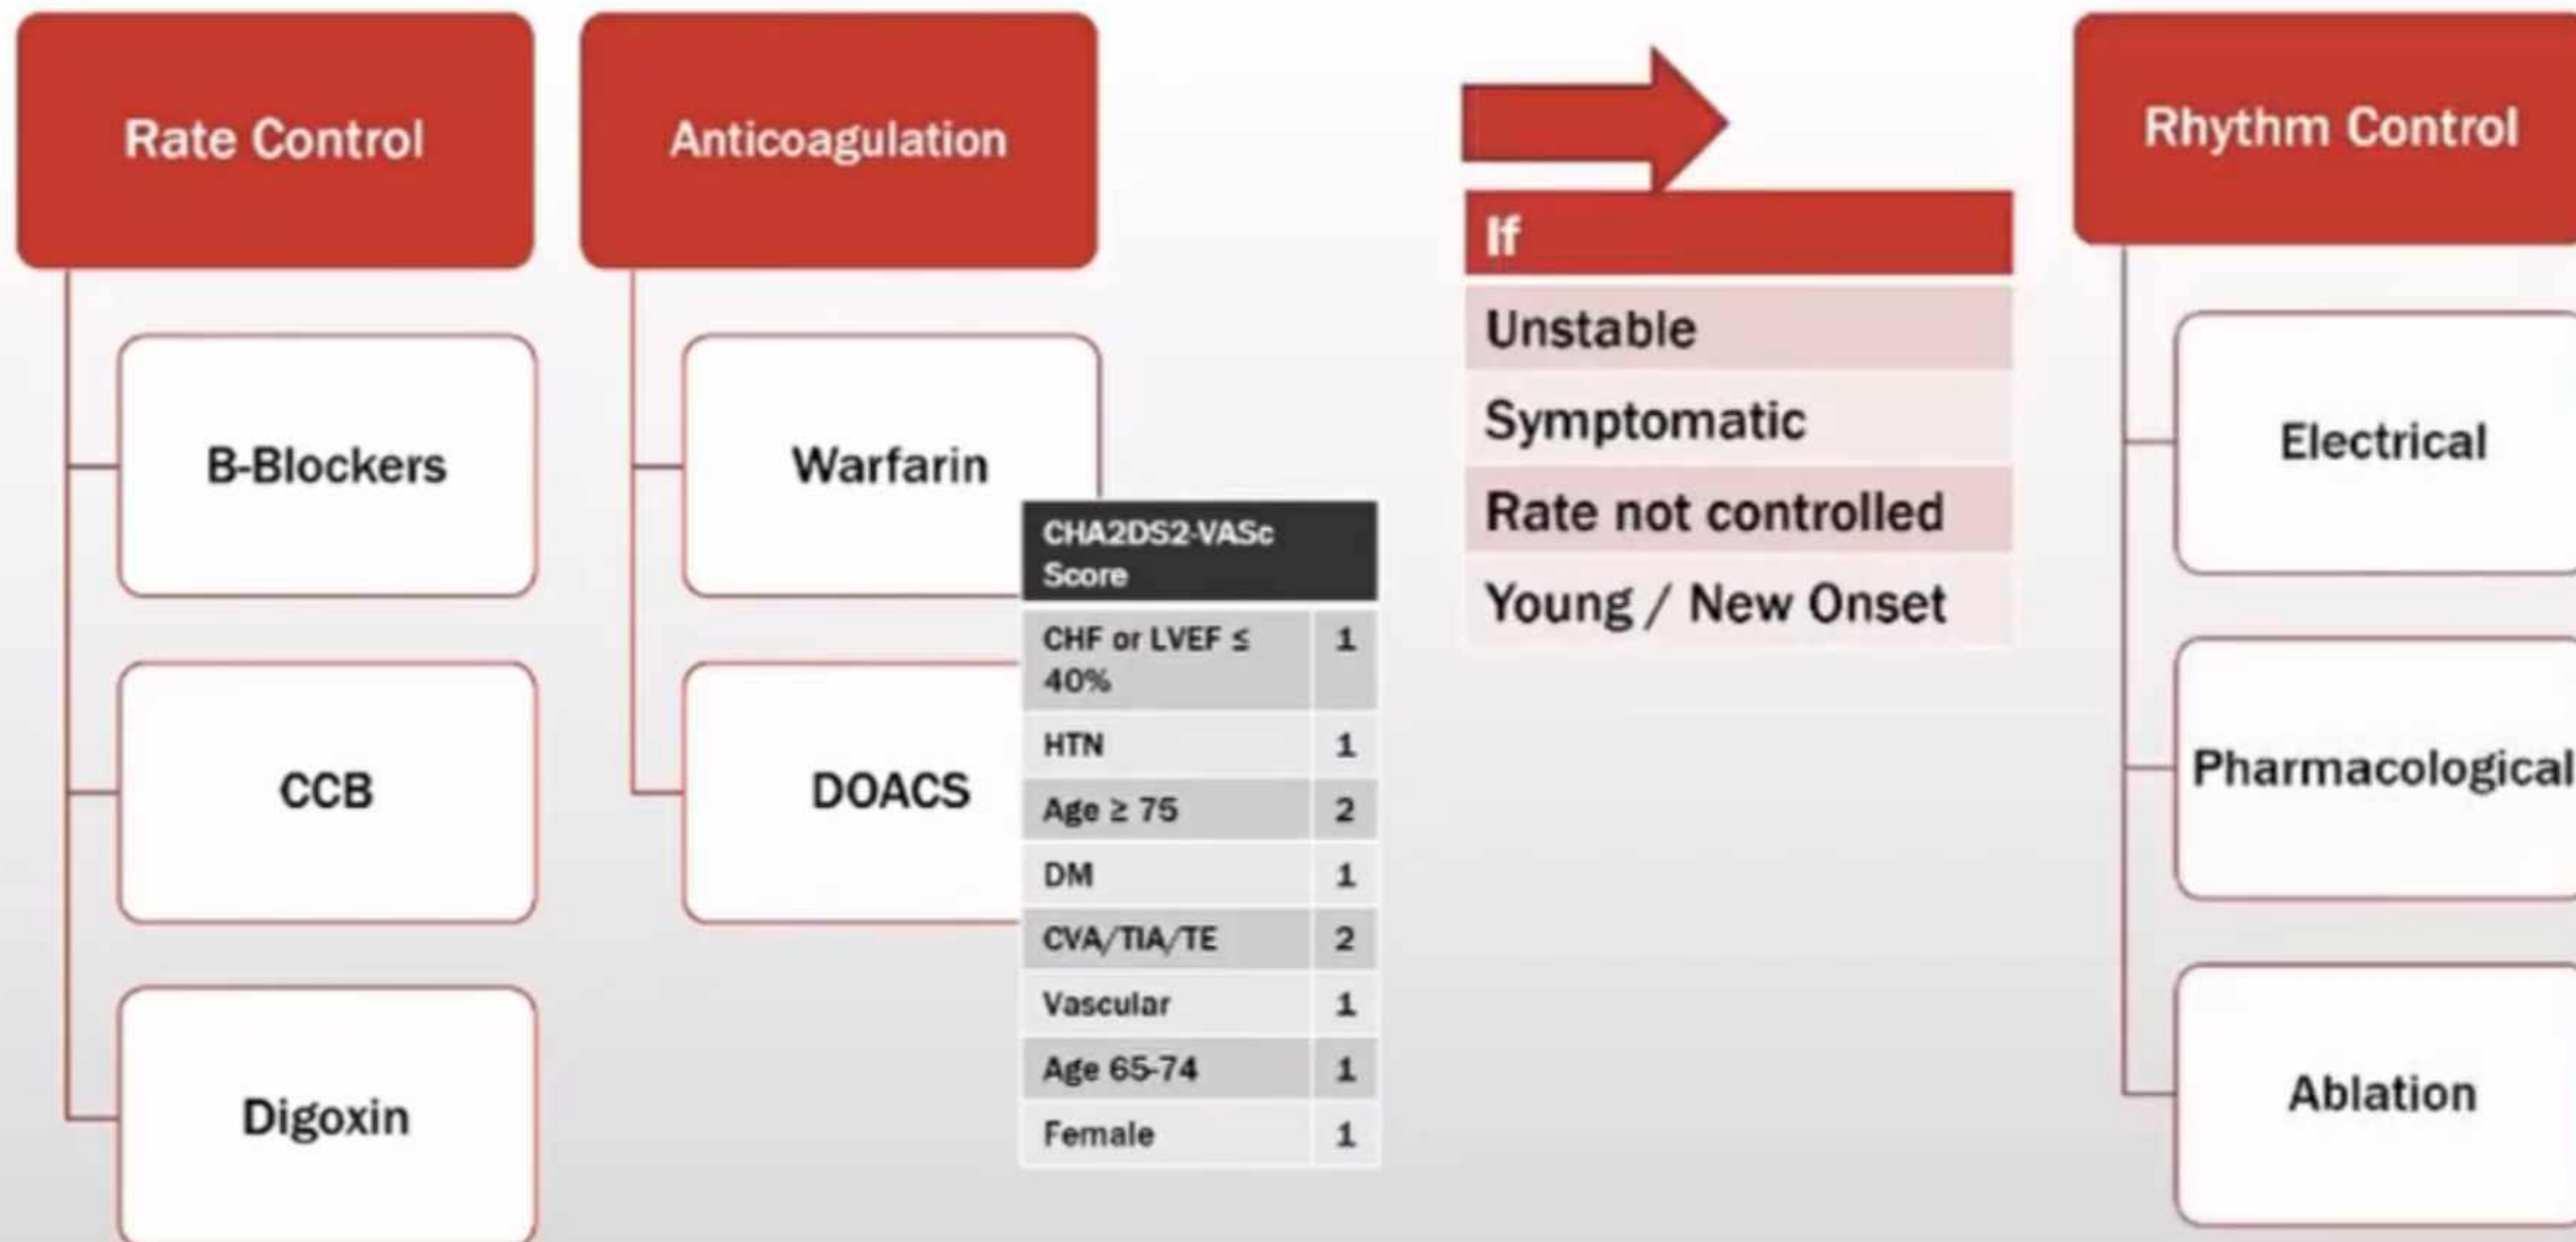 Rate Control
B-Blockers
CCB
Digoxin
Anticoagulation
Warfarin
DOACS
CHA2DS2-VASc
Score
CHF or LVEF ≤ 1
40%
HTN 1
Age ≥ 75 2
DM 1
CVA/TIA/TE 2
Vascular 1
Age 65-74 1
Female 1
If
Unstable
Symptomatic
Rate not controlled
Young / New Onset
Rhythm Control
Electrical
Pharmacological
Ablation